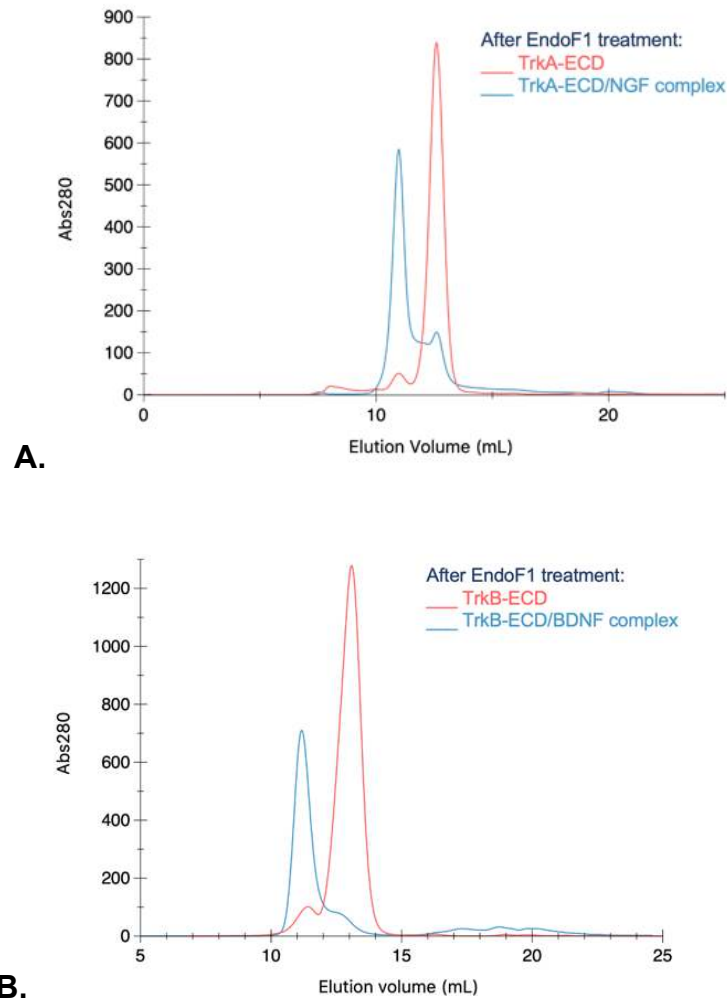 900
800
700
600
500
400
300
200
100
0
Abs280
After EndoF1 treatment:
TrkA-ECD
TrkA-ECD/NGF complex
0
10
20
Elution Volume (mL)
A.
1200
1000
800
600
400
200
0
Abs280
After EndoF1 treatment:
TrkB-ECD
TrkB-ECD/BDNF complex
5
10
15
20
25
Elution volume (mL)
B.